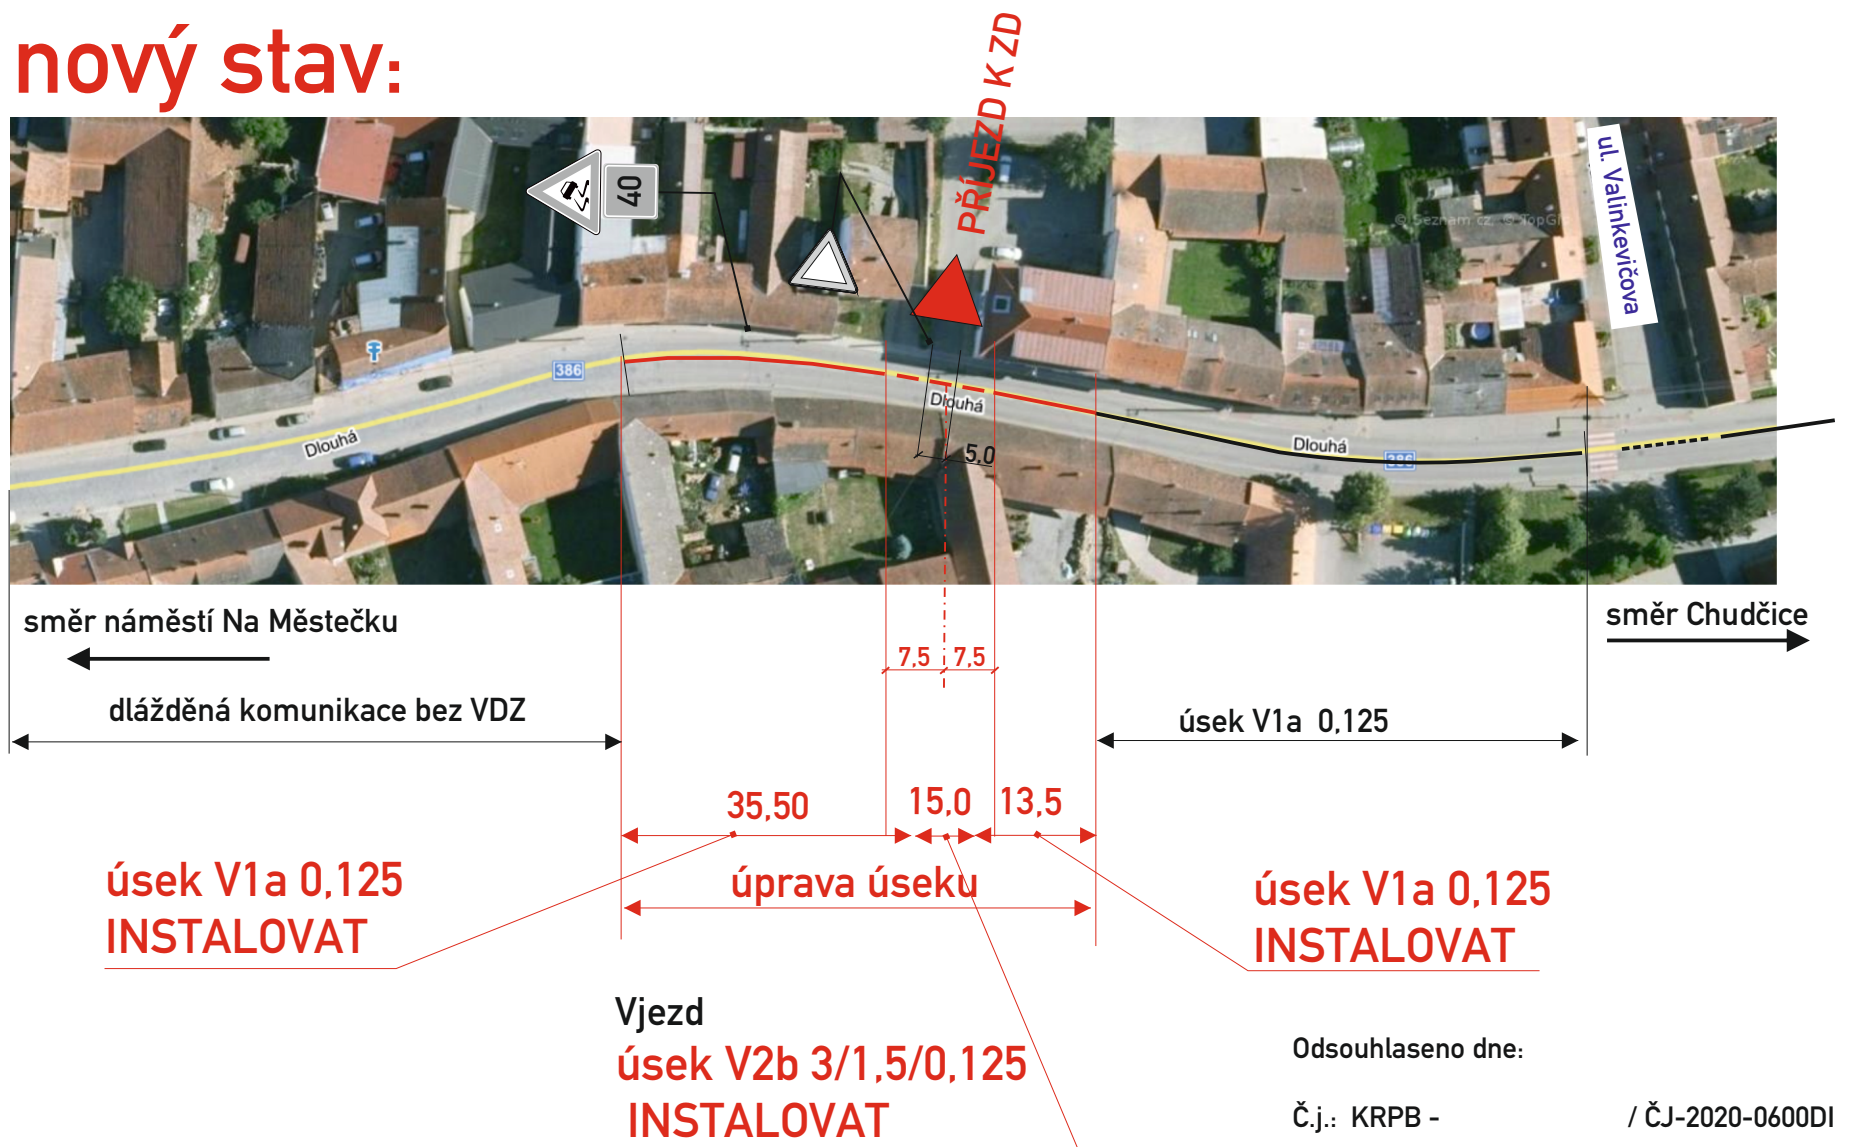 nový stav:
PŘÍJEZD K ZD
ul. Valinkevičova
40
© Seznam.cz, © TopGis
386
Dlouhá
Dlouhá
Dlouhá
386
5,0
směr náměstí Na Městečku
směr Chudčice
7,5 7,5
dlážděná komunikace bez VDZ
úsek V1a 0,125
35,50 15,0 13,5
úprava úseku
úsek V1a 0,125
INSTALOVAT
úsek V1a 0,125
INSTALOVAT
Vjezd
úsek V2b 3/1,5/0,125
INSTALOVAT
Odsouhlaseno dne:
Č.j.: KRPB - / ČJ-2020-0600DI